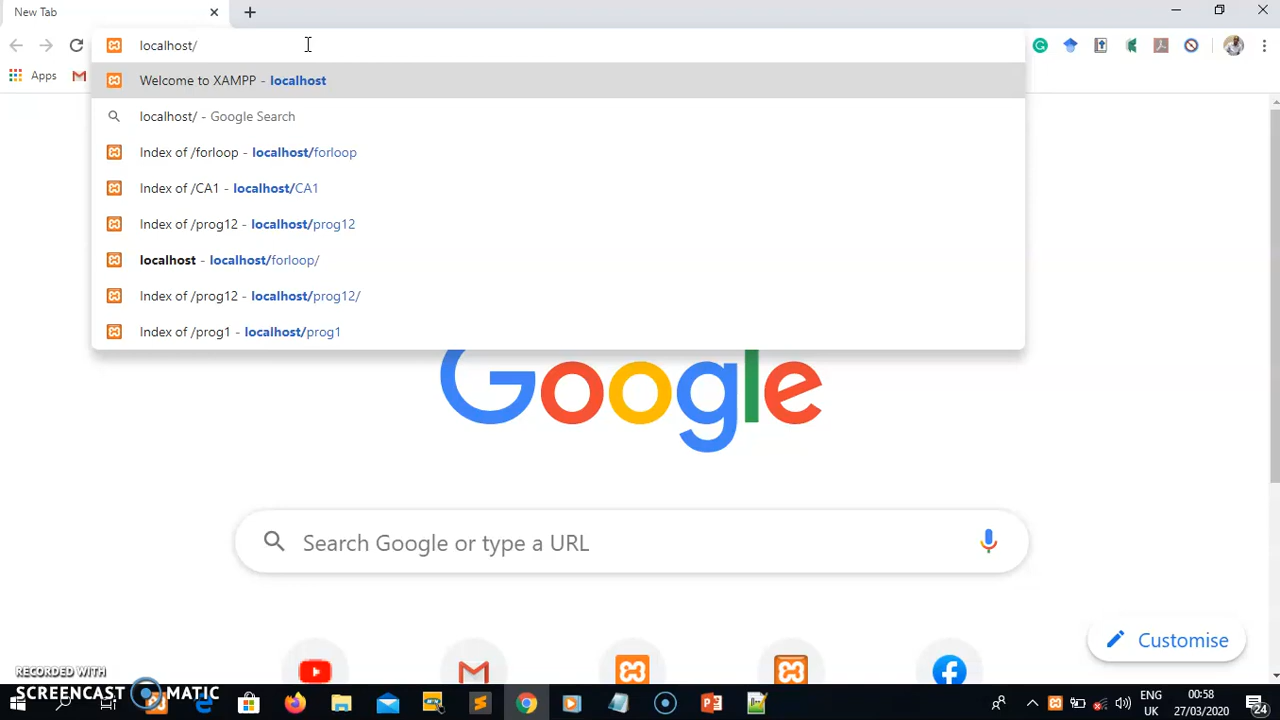 New Tab
localhost/
Apps
Welcome to XAMPP - localhost
localhost/ - Google Search
Index of /forloop - localhost/forloop
Index of /CA1 - localhost/CA1
Index of /prog12 - localhost/prog12
localhost - localhost/forloop/
Index of /prog12 - localhost/prog12/
Index of /prog1 - localhost/prog1
Google
Search Google or type a URL
Customise
RECORDED WITH
SCREENCAST MATIC
ENG
UK
00:58
27/03/2020
24